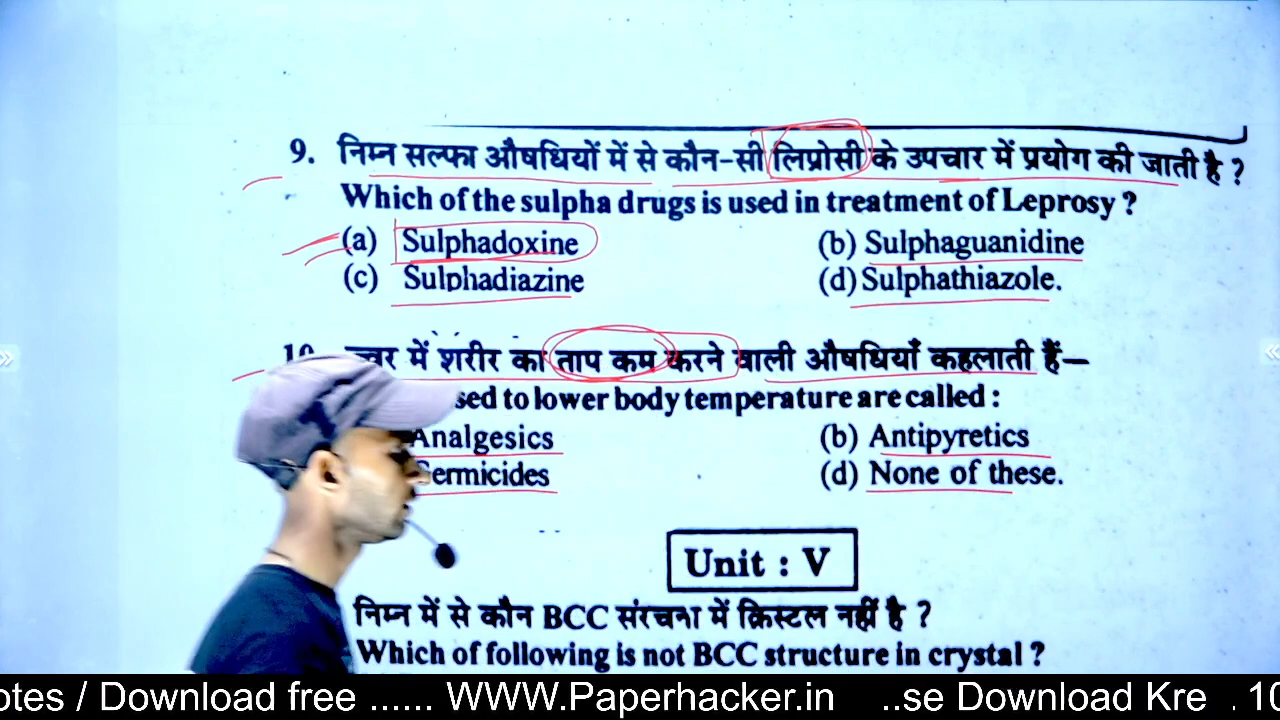 9. निम्न सल्फा औषधियों में से कौन-सी लिप्रोसी के उपचार में प्रयोग की जाती है ?
Which of the sulpha drugs is used in treatment of Leprosy ?
(a) Sulphadoxine (b) Sulphaguanidine
(c) Sulphadiazine (d) Sulphathiazole.
10. में शरीर का ताप कम करने वाली औषधियाँ कहलाती हैं—
to lower body temperature are called :
Analgesics (b) Antipyretics
Germicides (d) None of these.
Unit : V
निम्न में से कौन BCC संरचना में क्रिस्टल नहीं है ?
Which of following is not BCC structure in crystal ?
otes / Download free ...... WWW.Paperhacker.in ..se Download Kre . 10